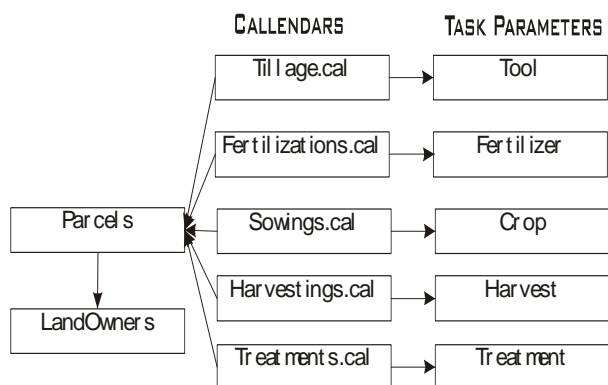 CALLENDARS TASK PARAMETERS
Tillage.cal Tool
Fertilizations.cal Fertilizer
Parcels Sowings.cal Crop
Harvestings.cal Harvest
LandOwners
Treatments.cal Treatment